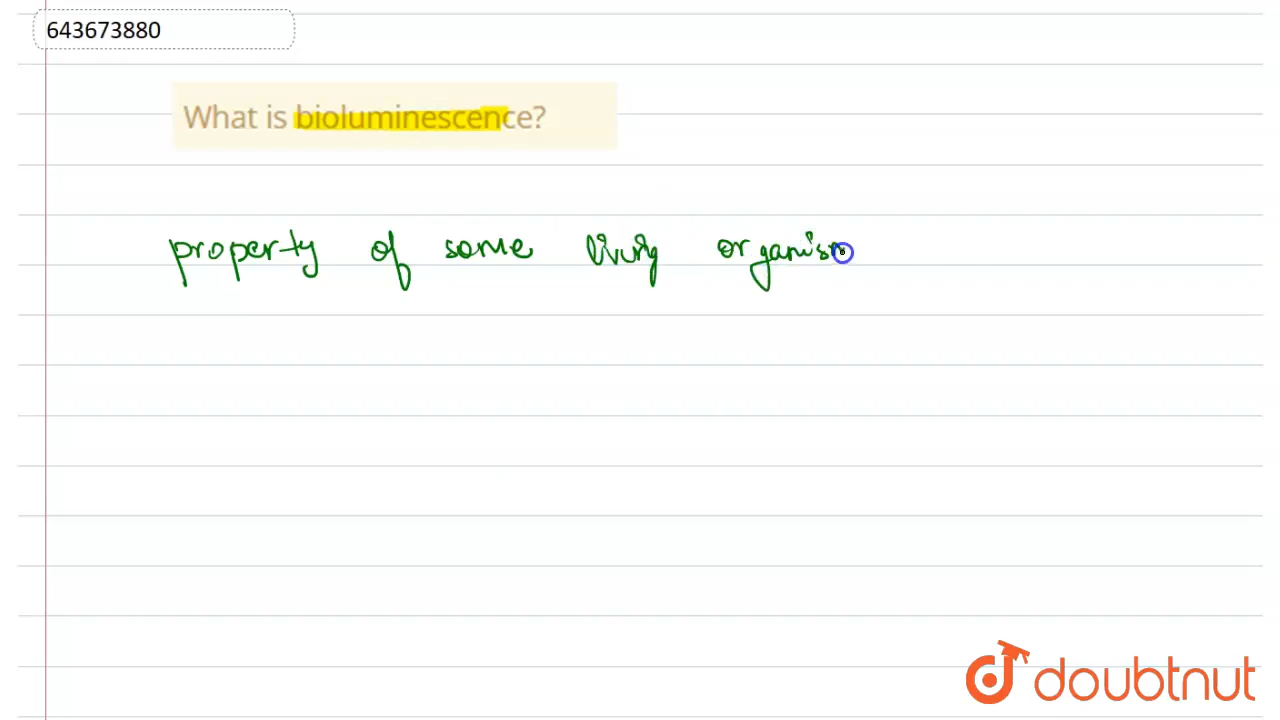 643673880
What is bioluminescence?
property of some living organism
doubtnut